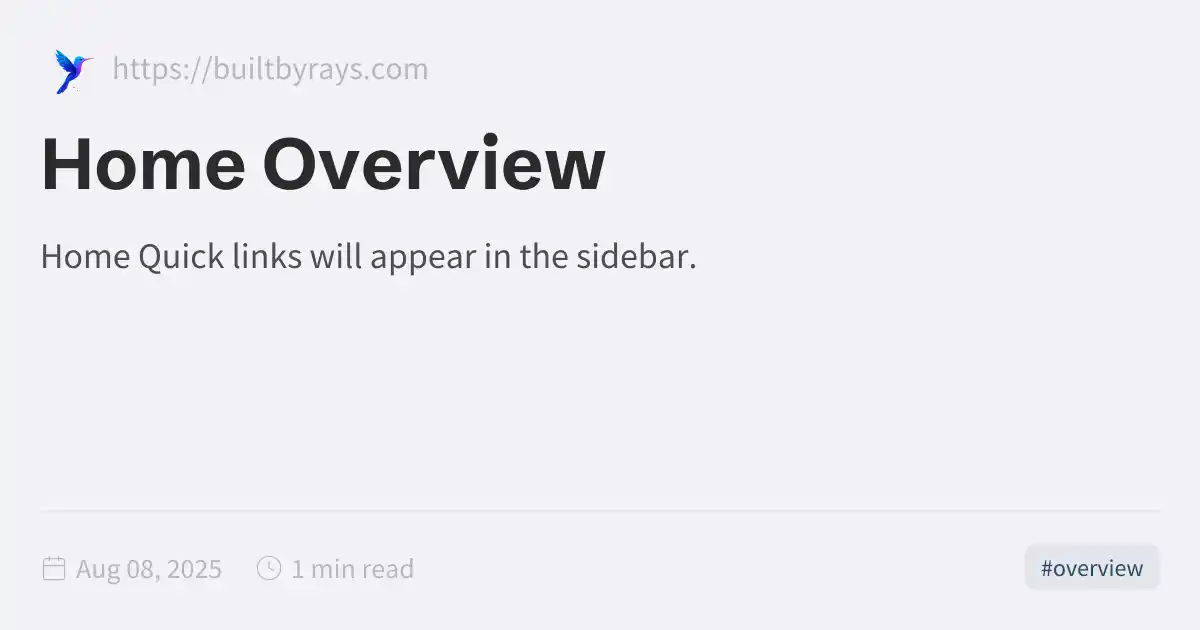 https://builtbyrays.com
Home Overview
Home Quick links will appear in the sidebar.
Aug 08, 2025 1 min read #overview